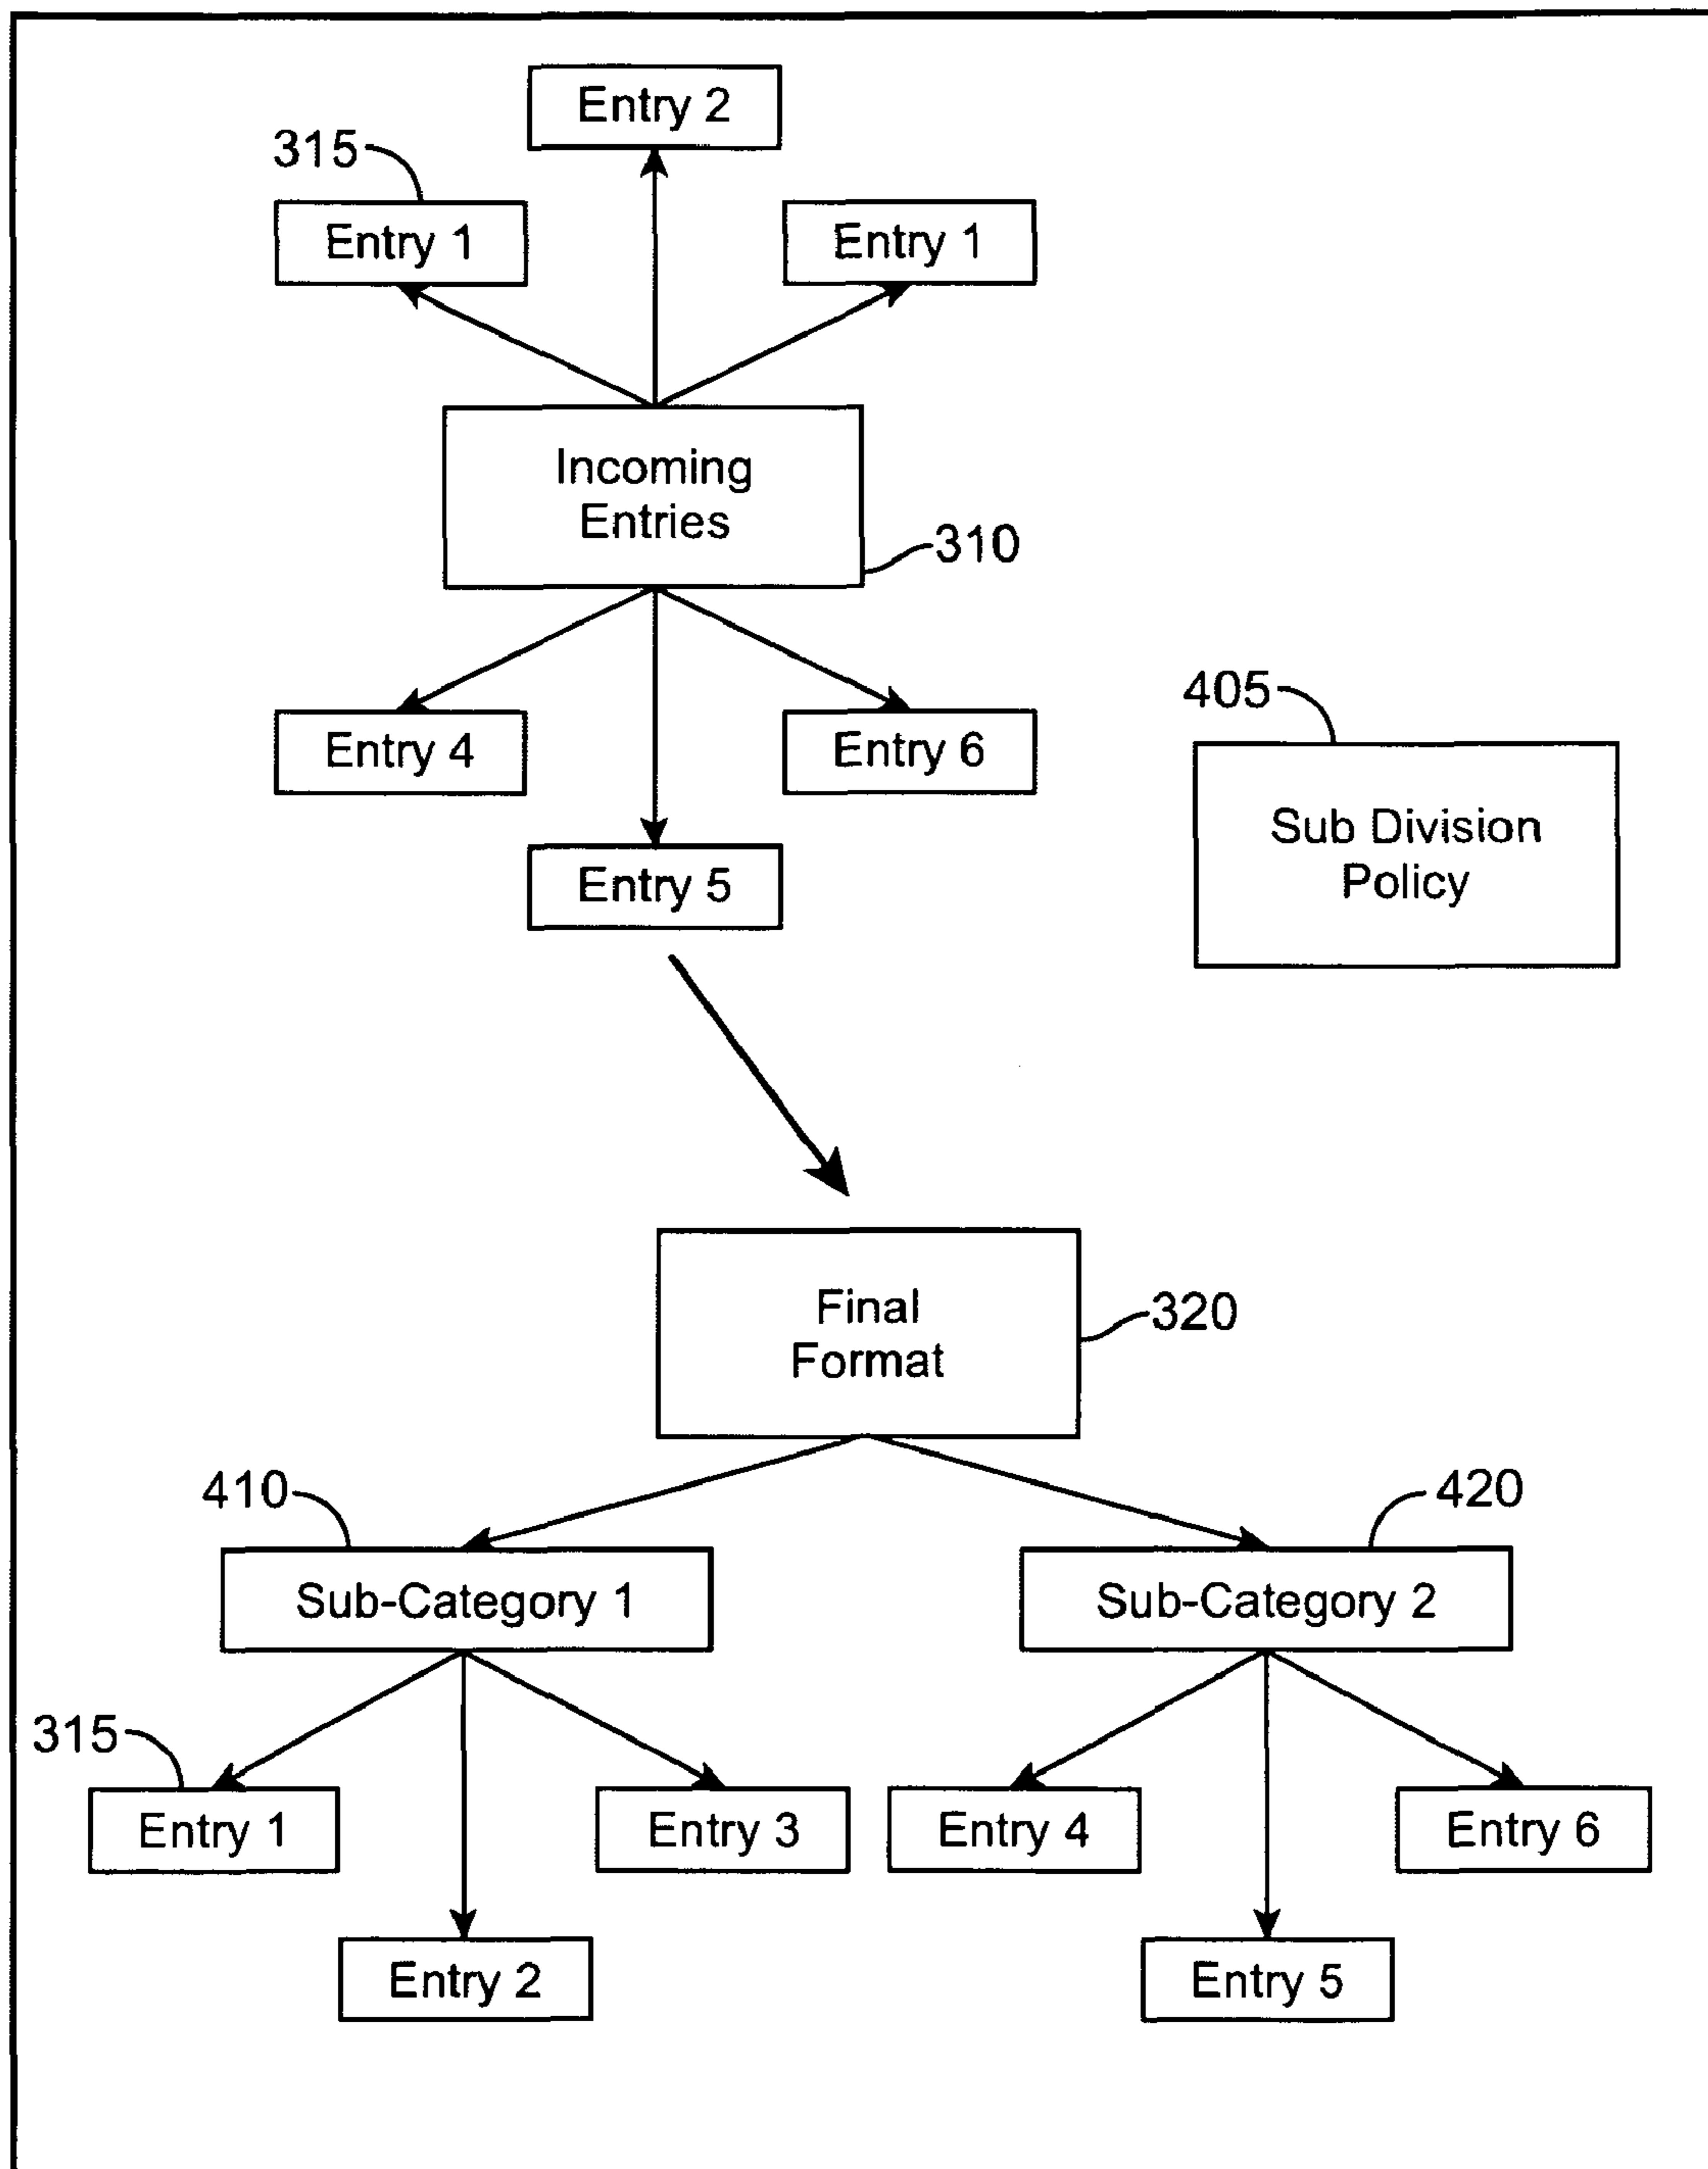 Entry 2
315
Entry 1
Entry 1
Incoming
Entries
310
Entry 4
Entry 6
405
Sub Division
Policy
Entry 5
Final
Format
320
410
420
Sub-Category 1
Sub-Category 2
315
Entry 1
Entry 3
Entry 4
Entry 6
Entry 2
Entry 5